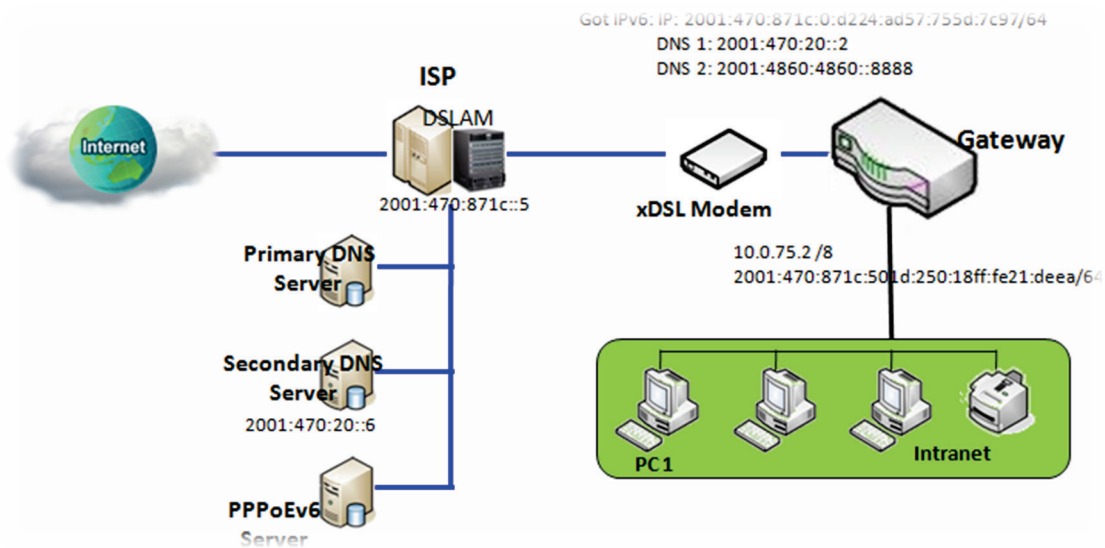 Got IPv6: IP: 2001:470:871c:0:d224:ad57:755d:7c97/64
DNS 1: 2001:470:20::2
DNS 2: 2001:4860:4860::8888
ISP
DSLAM
Internet
Gateway
2001:470:871c::5
xDSL Modem
Primary DNS
Server
10.0.75.2 /8
2001:470:871c:501d:250:18ff:fe21:deea/64
Secondary DNS
Server
2001:470:20::6
PC1
Intranet
PPPoEv6
Server